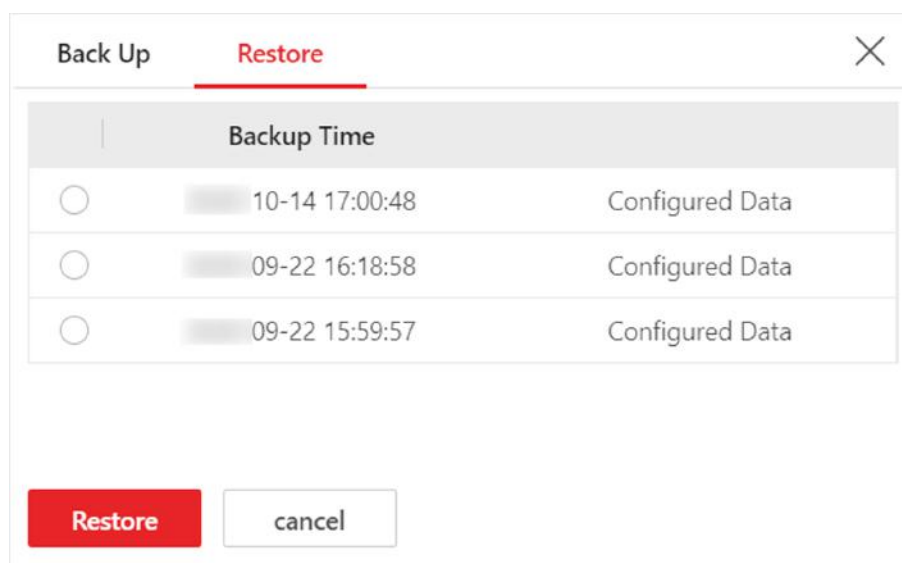 Back Up Restore
Backup Time
10-14 17:00:48 Configured Data
09-22 16:18:58 Configured Data
09-22 15:59:57 Configured Data
Restore cancel